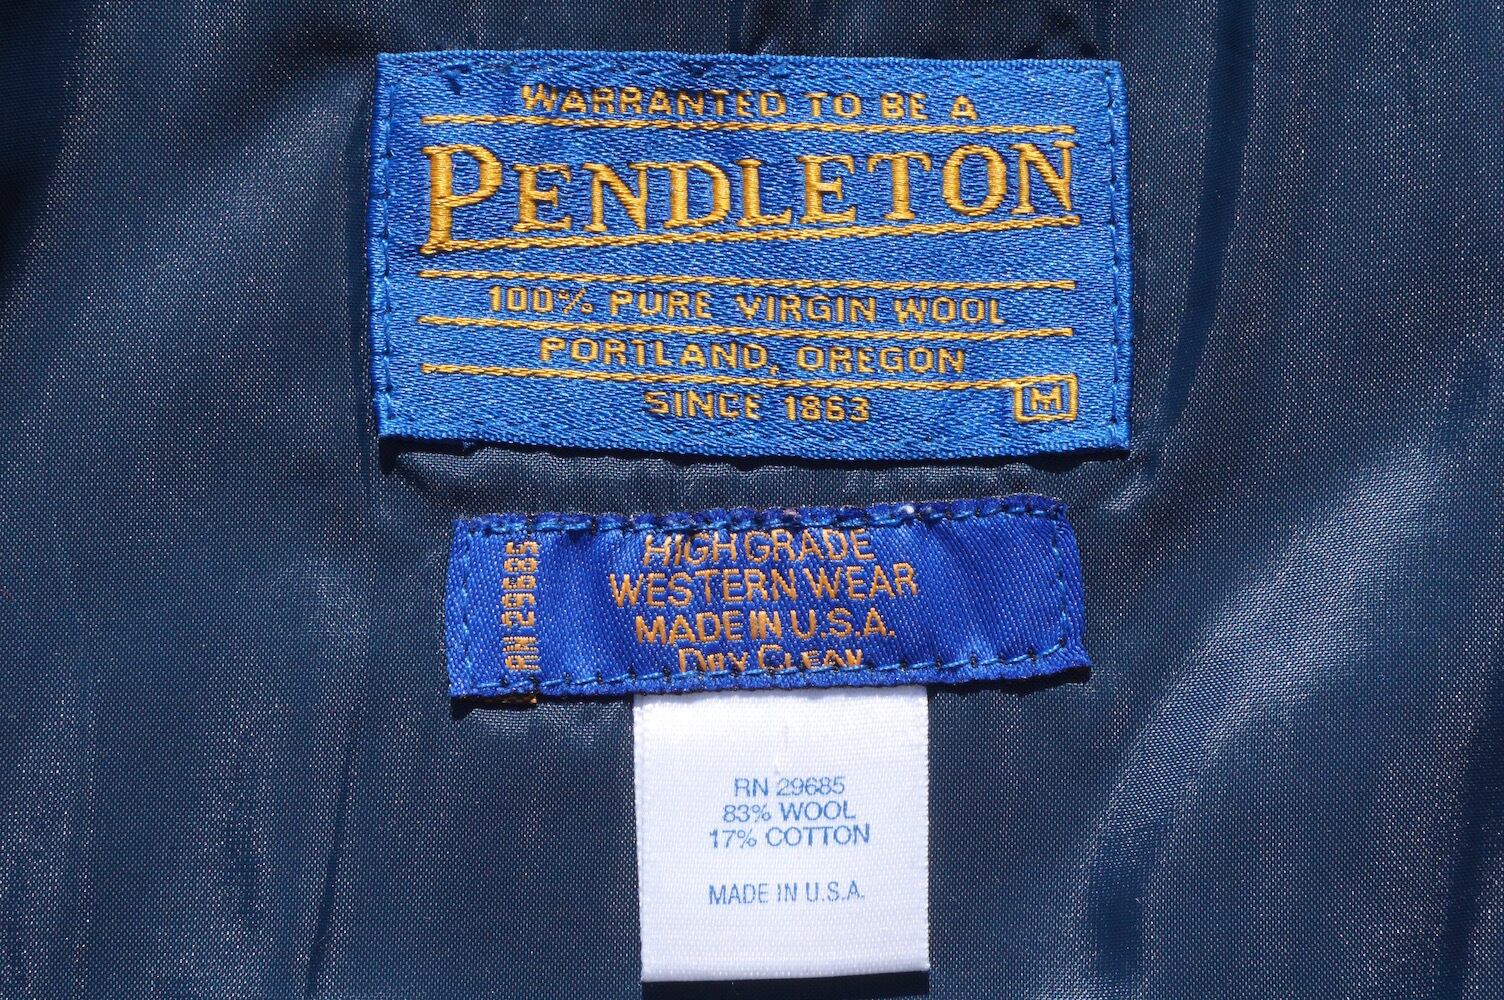 WARRANTED TO BE A
PENDLETON
100% PURE VIRGIN WOOL
PORTLAND, OREGON
SINCE 1863
M
RN 29685
HIGH GRADE
WESTERN WEAR
MADE IN U.S.A.
DRY CLEAN
RN 29685
83% WOOL
17% COTTON
MADE IN U.S.A.